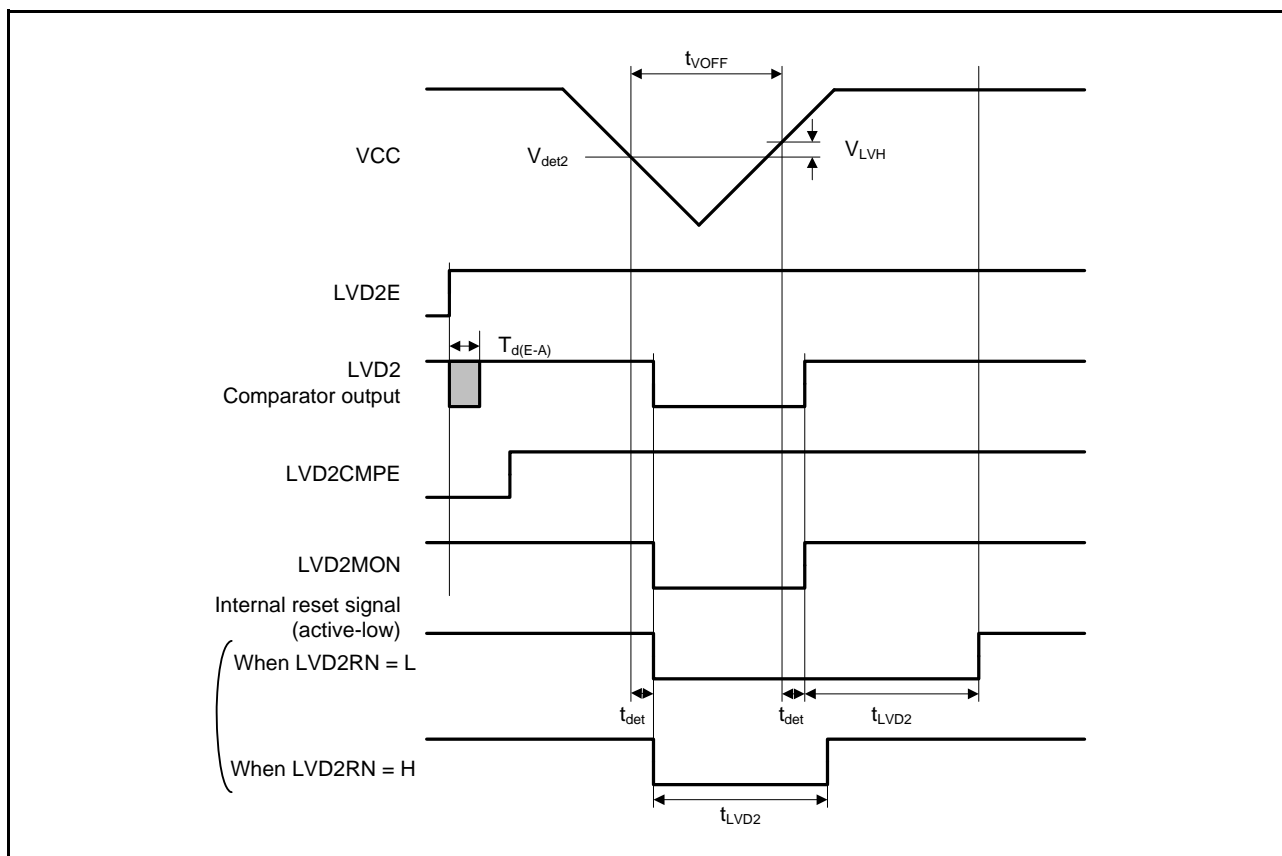 tVOFF
VCC
Vdet2
VLVH
LVD2E
Td(E-A)
LVD2
Comparator output
LVD2CMPE
LVD2MON
Internal reset signal
(active-low)
When LVD2RN = L
tdet
tdet
tLVD2
When LVD2RN = H
tLVD2